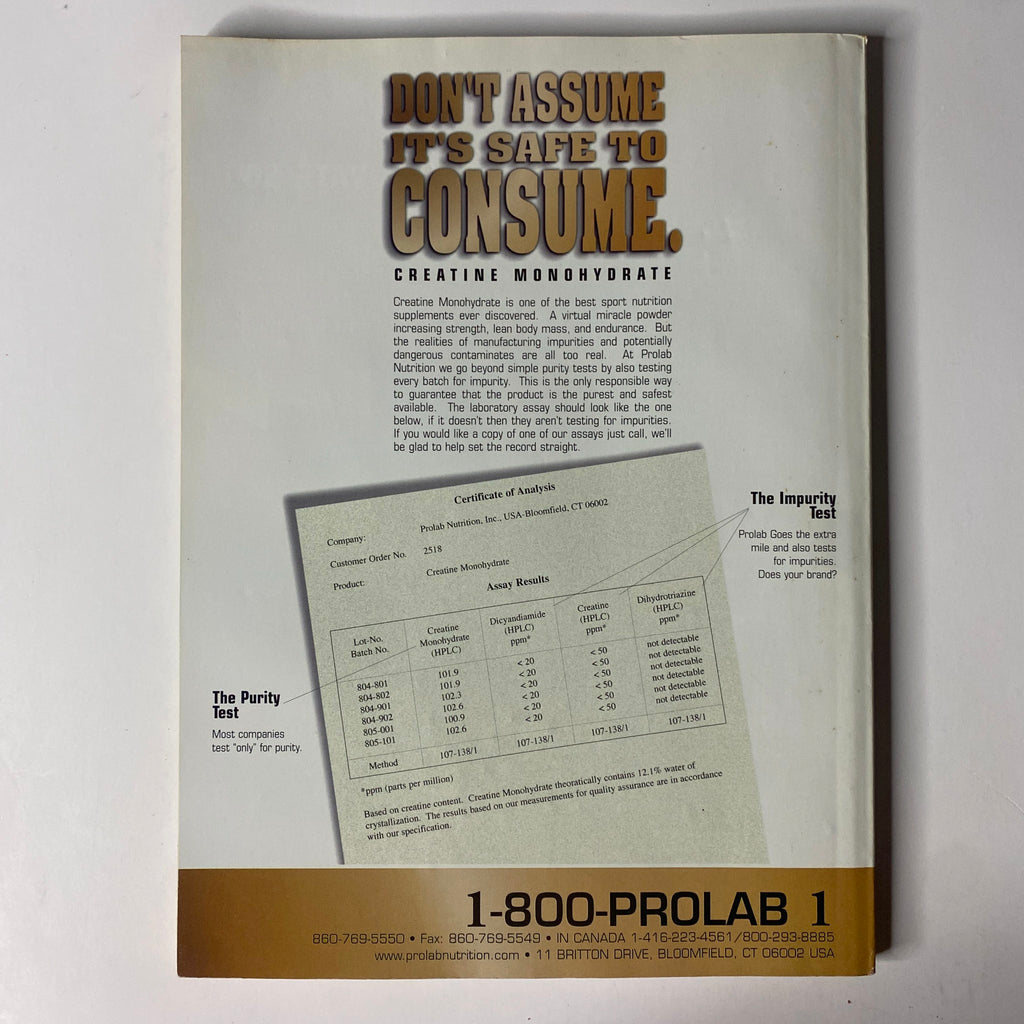 DON'T ASSUME
IT'S SAFE TO
CONSUME.
CREATINE MONOHYDRATE
Creatine Monohydrate is one of the best sport nutrition
supplements ever discovered. A virtual miracle powder
increasing strength, lean body mass, and endurance. But
the realities of manufacturing impurities and potentially
dangerous contaminates are all too real. At Prolab
Nutrition we go beyond simple purity tests by also testing
every batch for impurity. This is the only responsible way
to guarantee that the product is the purest and safest
available. The laboratory assay should look like the one
below, if it doesn't then they aren't testing for impurities.
If you would like a copy of one of our assays just call, we'll
be glad to help set the record straight.
Certificate of Analysis
Company: Prolab Nutrition, Inc., USA-Bloomfield, CT 06002
Customer Order No. 2518
Product: Creatine Monohydrate
Assay Results
Lot-No.
Batch No.
Creatine
Monohydrate
(HPLC)
Dicyandiamide
(HPLC)
ppm*
Creatine
(HPLC)
ppm*
Dihydrotriazine
(HPLC)
ppm*
804-801 101.9 < 20 < 50 not detectable
804-802 101.9 < 20 < 50 not detectable
804-901 102.3 < 20 < 50 not detectable
804-902 102.6 < 20 < 50 not detectable
805-001 100.9 < 20 < 50 not detectable
805-101 102.6 < 20 < 50 not detectable
Method 107-138/1 107-138/1 107-138/1 107-138/1
*ppm (parts per million)
Based on creatine content. Creatine Monohydrate theoratically contains 12.1% water of
crystallization. The results based on our measurements for quality assurance are in accordance
with our specification.
The Impurity
Test
Prolab Goes the extra
mile and also tests
for impurities.
Does your brand?
The Purity
Test
Most companies
test "only" for purity.
1-800-PROLAB 1
860-769-5550 • Fax: 860-769-5549 • IN CANADA 1-416-223-4561/800-293-8885
www.prolabnutrition.com • 11 BRITTON DRIVE, BLOOMFIELD, CT 06002 USA